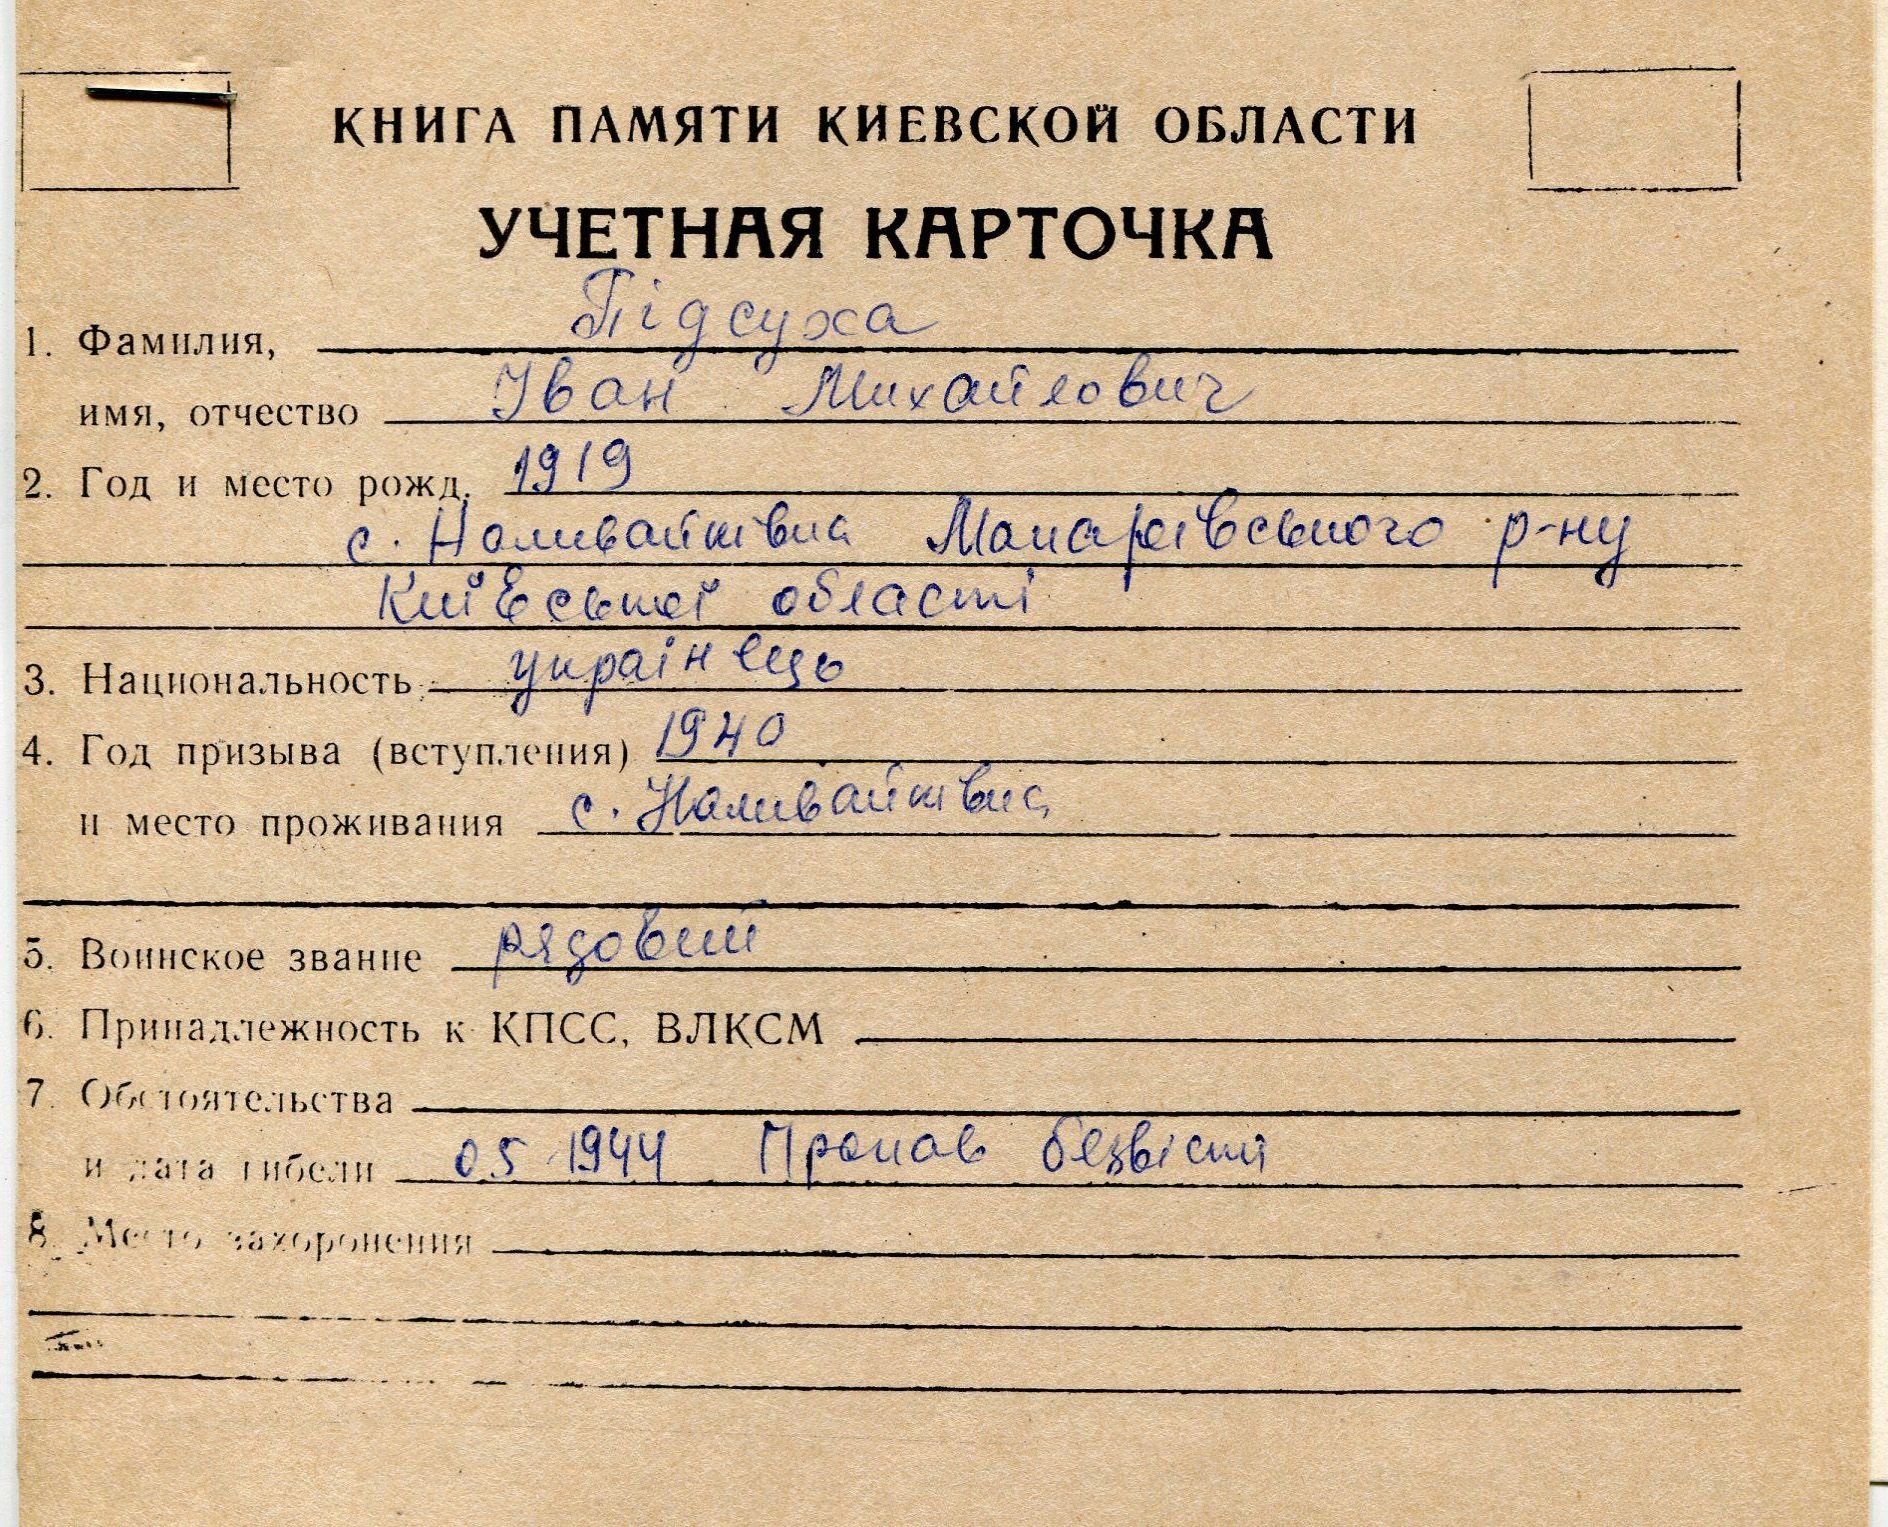 КНИГА ПАМЯТИ КИЕВСКОЙ ОБЛАСТИ
УЧЕТНАЯ КАРТОЧКА
1. Фамилия, Підсуха
имя, отчество Іван Михайлович
2. Год и место рожд. 1919
с. Наливайківка Макарівського р-ну
Київської області
3. Национальность українець
4. Год призыва (вступления) 1940
и место проживания с. Наливайківка
5. Воинское звание рядовий
6. Принадлежность к КПСС, ВЛКСМ
7. Обстоятельства
и дата гибели 05 1944 Пропав безвісті
8. Место захоронения